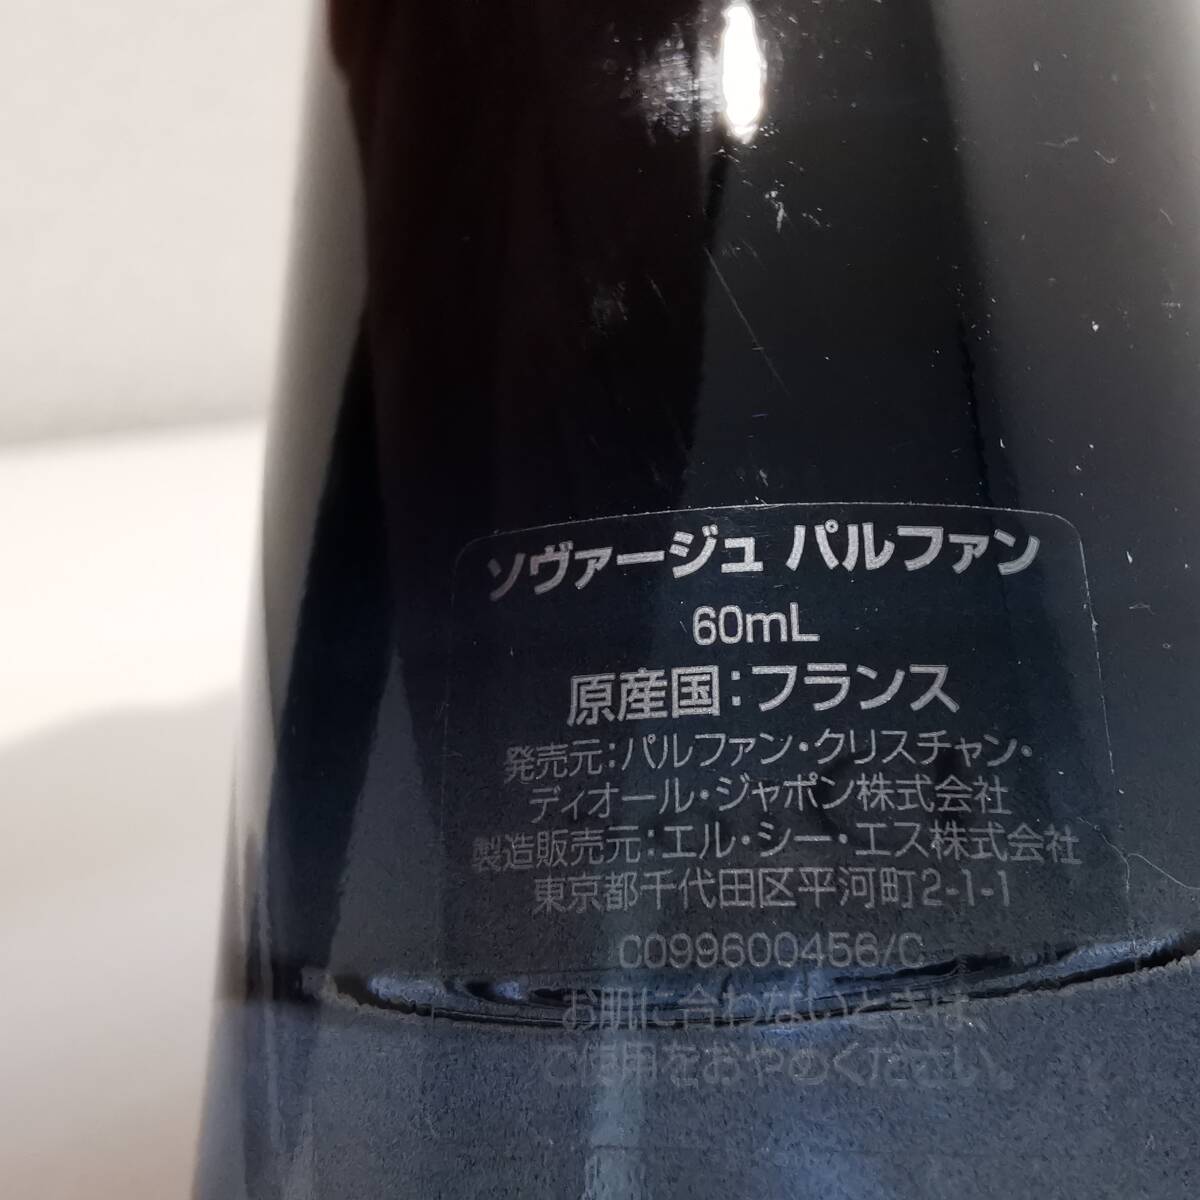 ソヴァージュ パルファン
60mL
原産国:フランス
発売元:パルファン・クリスチャン・
ディオール・ジャポン株式会社
製造販売元:エル・シー・エス株式会社
東京都千代田区平河町2-1-1
C099600456/C
お肌に合わないときは、
ご使用をおやめください。